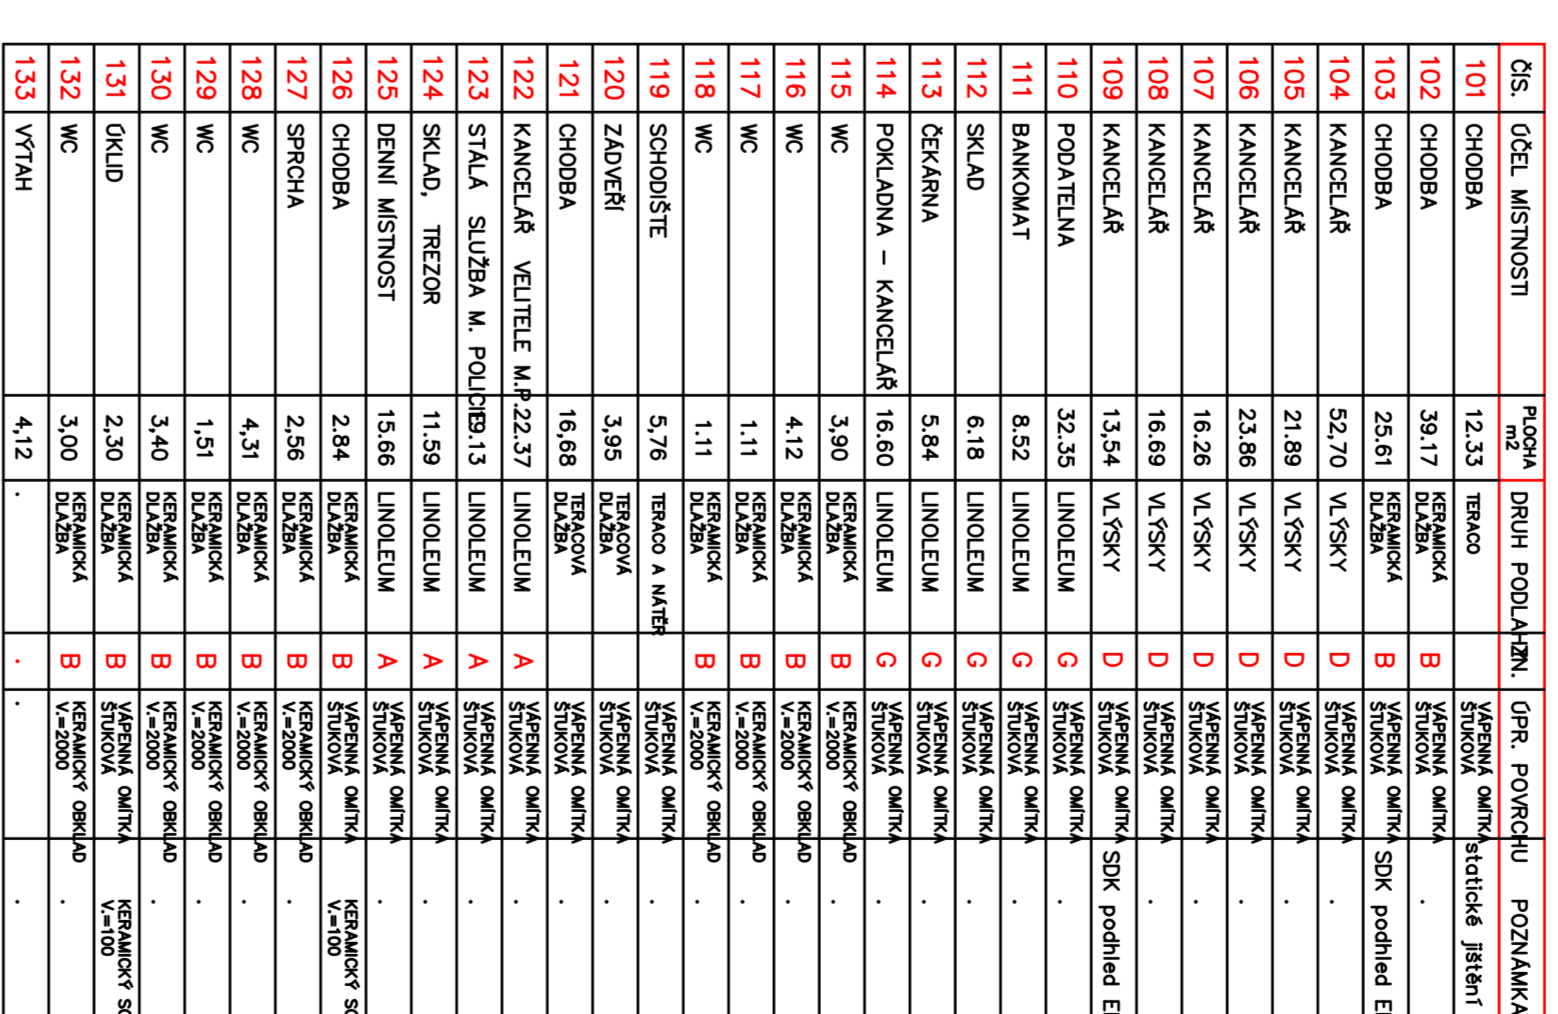 ČÍS. ÚČEL MÍSTNOSTI PLOCHA m2 DRUH PODLAHY ZN. ÚPR. POVRCHU POZNÁMKA
101 CHODBA 12.33 TERACO VÁPENNÁ OMÍTKA ŠTUKOVÁ statické jištění
102 CHODBA 39.17 KERAMICKÁ DLAŽBA B VÁPENNÁ OMÍTKA ŠTUKOVÁ .
103 CHODBA 25.61 KERAMICKÁ DLAŽBA B VÁPENNÁ OMÍTKA ŠTUKOVÁ SDK podhled
104 KANCELÁŘ 52,70 VLÝSKY D VÁPENNÁ OMÍTKA ŠTUKOVÁ .
105 KANCELÁŘ 21.89 VLÝSKY D VÁPENNÁ OMÍTKA ŠTUKOVÁ .
106 KANCELÁŘ 23.86 VLÝSKY D VÁPENNÁ OMÍTKA ŠTUKOVÁ .
107 KANCELÁŘ 16.26 VLÝSKY D VÁPENNÁ OMÍTKA ŠTUKOVÁ .
108 KANCELÁŘ 16.69 VLÝSKY D VÁPENNÁ OMÍTKA ŠTUKOVÁ .
109 KANCELÁŘ 13,54 VLÝSKY D VÁPENNÁ OMÍTKA ŠTUKOVÁ SDK podhled
110 PODATELNA 32.35 LINOLEUM G VÁPENNÁ OMÍTKA ŠTUKOVÁ .
111 BANKOMAT 8.52 LINOLEUM G VÁPENNÁ OMÍTKA ŠTUKOVÁ .
112 SKLAD 6.18 LINOLEUM G VÁPENNÁ OMÍTKA ŠTUKOVÁ .
113 ČEKÁRNA 5.84 LINOLEUM G VÁPENNÁ OMÍTKA ŠTUKOVÁ .
114 POKLADNA – KANCELÁŘ 16.60 LINOLEUM G VÁPENNÁ OMÍTKA ŠTUKOVÁ .
115 WC 3,90 KERAMICKÁ DLAŽBA B KERAMICKÝ OBKLAD V.=2000 .
116 WC 4.12 KERAMICKÁ DLAŽBA B KERAMICKÝ OBKLAD V.=2000 .
117 WC 1.11 KERAMICKÁ DLAŽBA B KERAMICKÝ OBKLAD V.=2000 .
118 WC 1.11 KERAMICKÁ DLAŽBA B KERAMICKÝ OBKLAD V.=2000 .
119 SCHODIŠTE 5,76 TERACO A NÁTĚR VÁPENNÁ OMÍTKA ŠTUKOVÁ .
120 ZÁDVEŘÍ 3,95 TERACOVÁ DLAŽBA VÁPENNÁ OMÍTKA ŠTUKOVÁ .
121 CHODBA 16,68 TERACOVÁ DLAŽBA VÁPENNÁ OMÍTKA ŠTUKOVÁ .
122 KANCELÁŘ VELITELE M.P. 22.37 LINOLEUM A VÁPENNÁ OMÍTKA ŠTUKOVÁ .
123 STÁLÁ SLUŽBA M. POLICIE 9.13 LINOLEUM A VÁPENNÁ OMÍTKA ŠTUKOVÁ .
124 SKLAD, TREZOR 11.59 LINOLEUM A VÁPENNÁ OMÍTKA ŠTUKOVÁ .
125 DENNÍ MÍSTNOST 15.66 LINOLEUM A VÁPENNÁ OMÍTKA ŠTUKOVÁ .
126 CHODBA 2.84 KERAMICKÁ DLAŽBA B VÁPENNÁ OMÍTKA ŠTUKOVÁ KERAMICKÝ V.=100
127 SPRCHA 2,56 KERAMICKÁ DLAŽBA B KERAMICKÝ OBKLAD V.=2000 .
128 WC 4,31 KERAMICKÁ DLAŽBA B KERAMICKÝ OBKLAD V.=2000 .
129 WC 1,51 KERAMICKÁ DLAŽBA B KERAMICKÝ OBKLAD V.=2000 .
130 WC 3,40 KERAMICKÁ DLAŽBA B KERAMICKÝ OBKLAD V.=2000 .
131 ÚKLID 2,30 KERAMICKÁ DLAŽBA B VÁPENNÁ OMÍTKA ŠTUKOVÁ KERAMICKÝ V.=100
132 WC 3,00 KERAMICKÁ DLAŽBA B KERAMICKÝ OBKLAD V.=2000 .
133 VÝTAH 4,12 . . . .